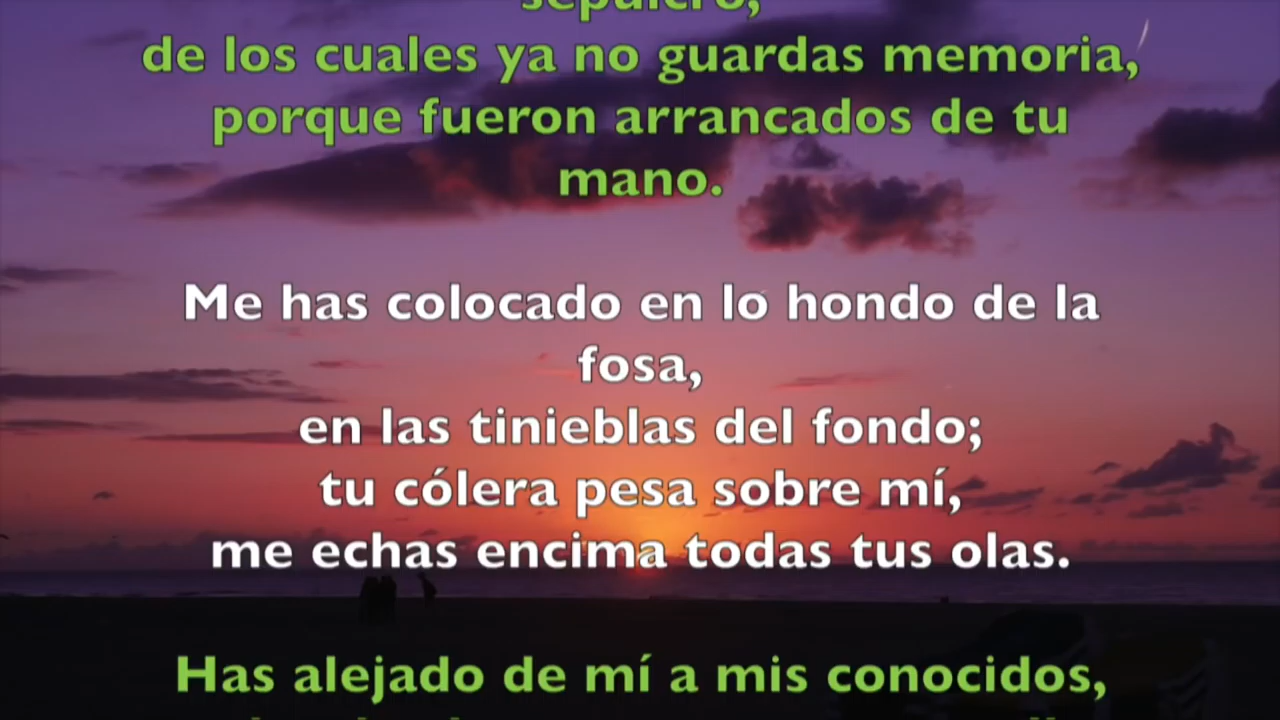 sepulcro,
de los cuales ya no guardas memoria,
porque fueron arrancados de tu
mano.
Me has colocado en lo hondo de la
fosa,
en las tinieblas del fondo;
tu cólera pesa sobre mí,
me echas encima todas tus olas.
Has alejado de mí a mis conocidos,